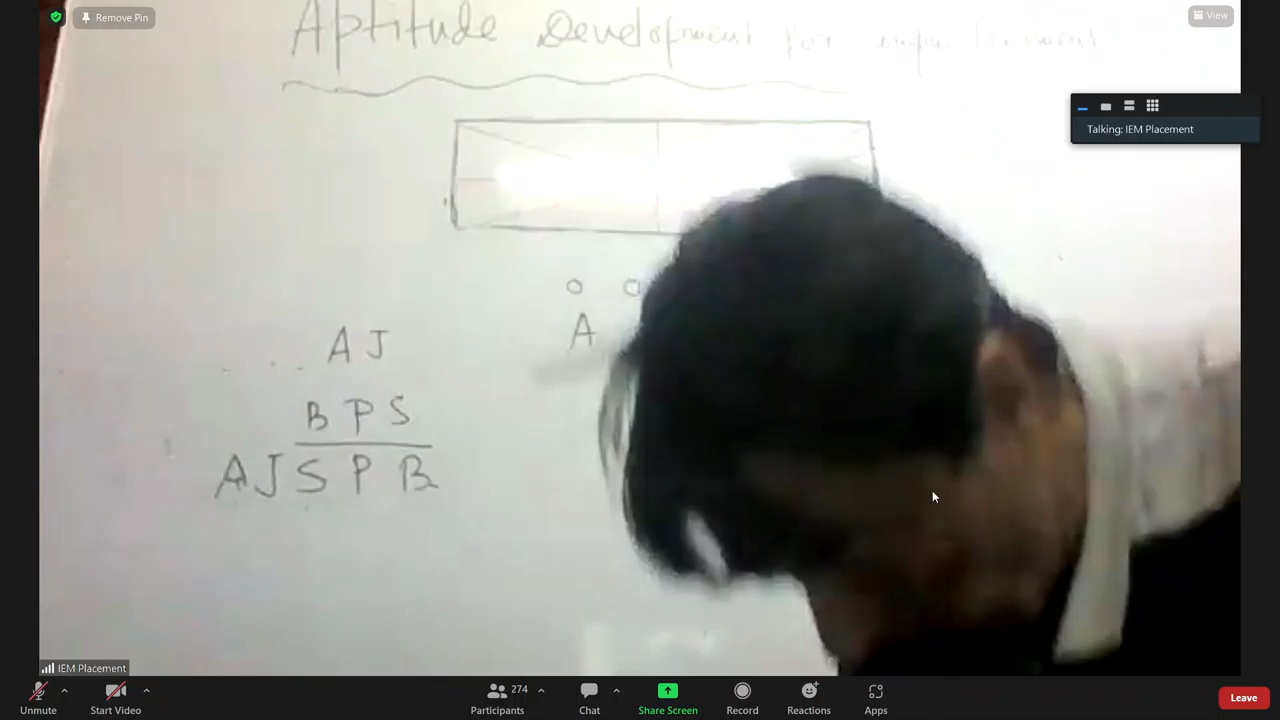 Remove Pin
View
Aptitude Development for
Talking: IEM Placement
A
A J
B P S
A J S P B
IEM Placement
Unmute
Start Video
274
Participants
Chat
Share Screen
Record
Reactions
Apps
Leave